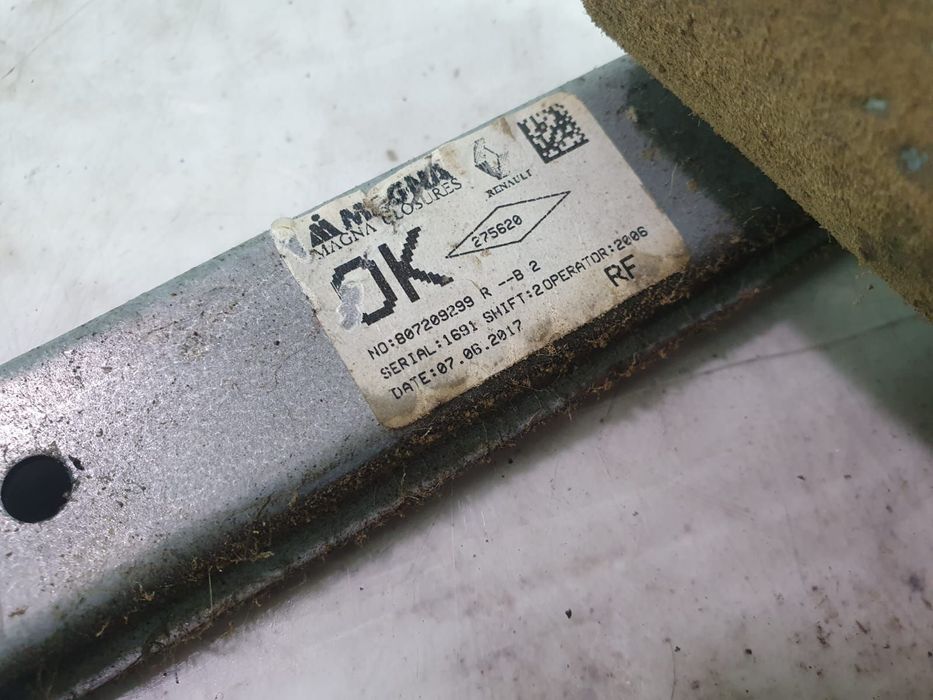 MAGNA
MAGNA CLOSURES
RENAULT
OK
275620
NO:807209299 R --B 2
SERIAL:1691 SHIFT:2OPERATOR:2006
DATE:07.06.2017
RF